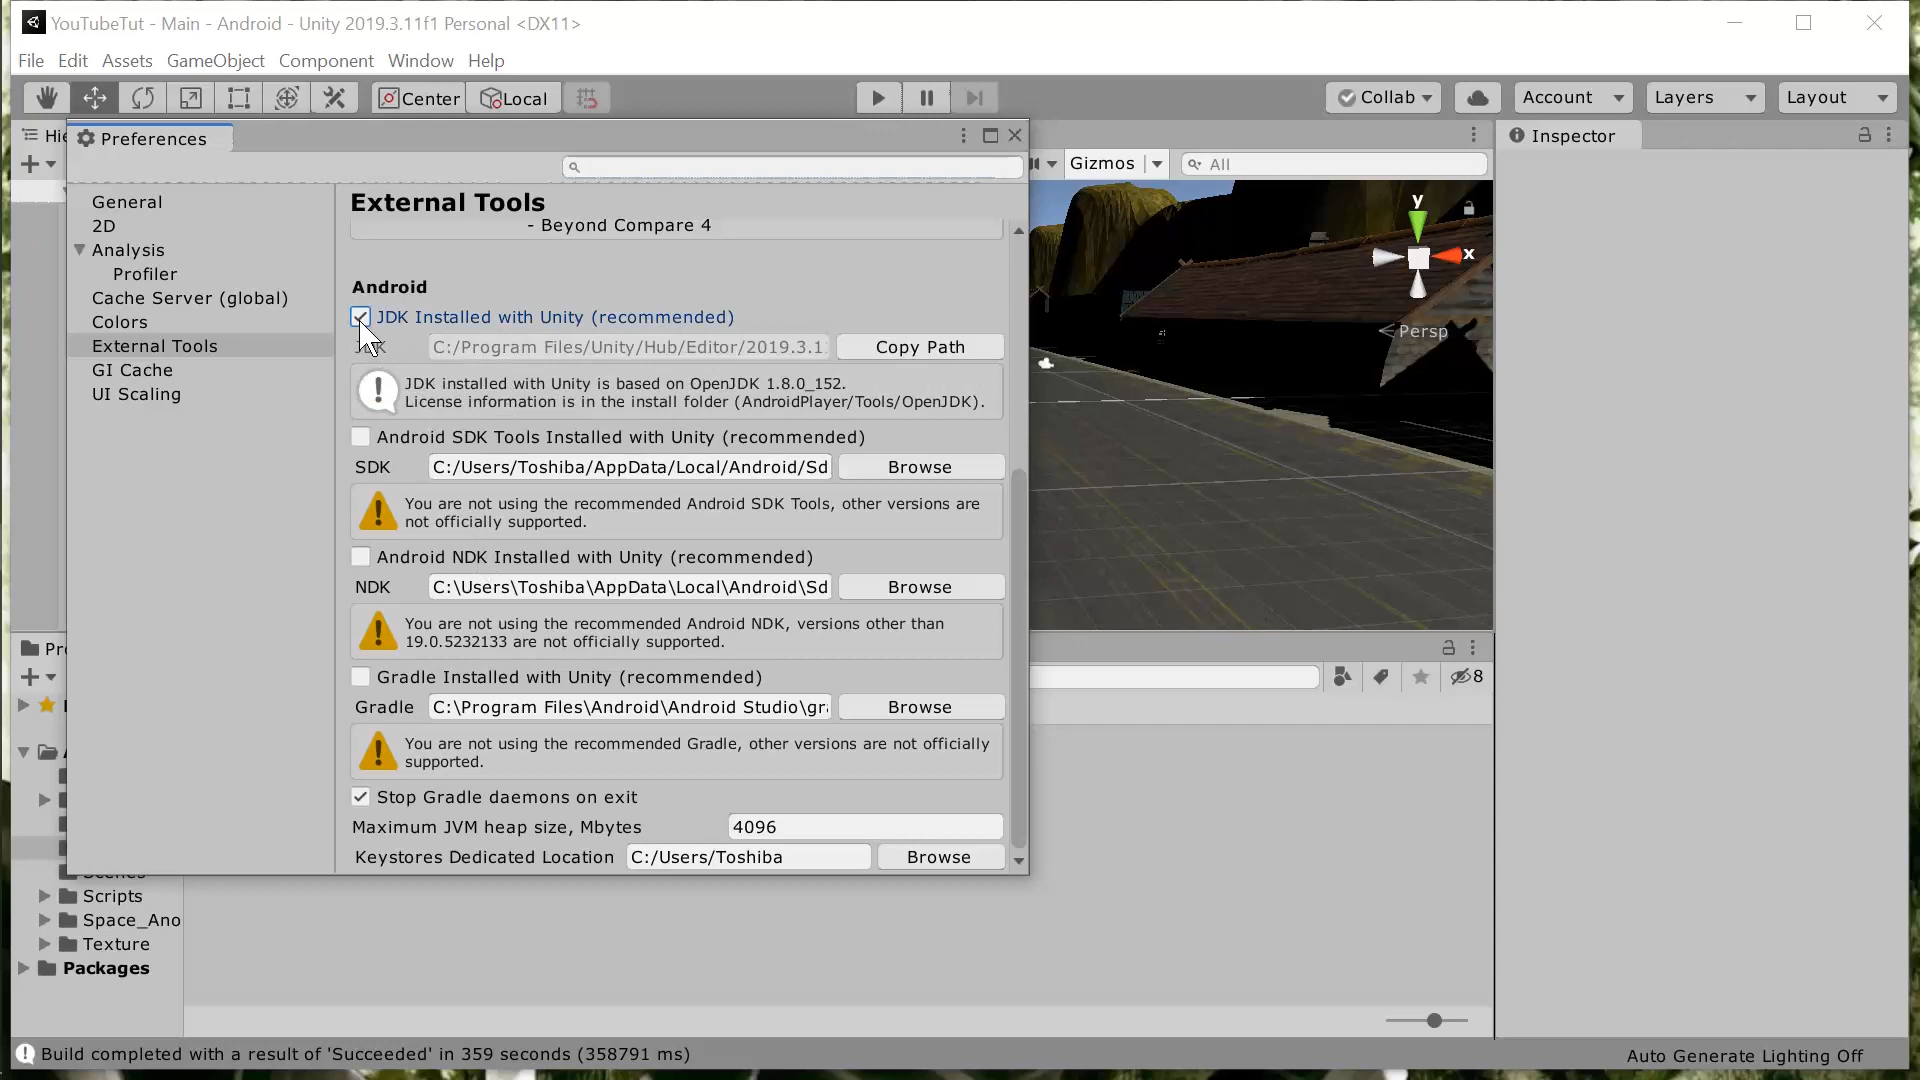 YouTubeTut - Main - Android - Unity 2019.3.11f1 Personal <DX11>
File Edit Assets GameObject Component Window Help
Center Local Collab Account Layers Layout
Preferences
Inspector
Gizmos
All
General
2D
Analysis
Profiler
Cache Server (global)
Colors
External Tools
GI Cache
UI Scaling
External Tools
- Beyond Compare 4
Android
JDK Installed with Unity (recommended)
C:/Program Files/Unity/Hub/Editor/2019.3.1 Copy Path
JDK installed with Unity is based on OpenJDK 1.8.0_152.
License information is in the install folder (AndroidPlayer/Tools/OpenJDK).
Android SDK Tools Installed with Unity (recommended)
SDK C:/Users/Toshiba/AppData/Local/Android/Sd Browse
You are not using the recommended Android SDK Tools, other versions are
not officially supported.
Android NDK Installed with Unity (recommended)
NDK C:\Users\Toshiba\AppData\Local\Android\Sd Browse
You are not using the recommended Android NDK, versions other than
19.0.5232133 are not officially supported.
Gradle Installed with Unity (recommended)
Gradle C:\Program Files\Android\Android Studio\gr Browse
You are not using the recommended Gradle, other versions are not officially
supported.
Stop Gradle daemons on exit
Maximum JVM heap size, Mbytes 4096
Keystores Dedicated Location C:/Users/Toshiba Browse
y
x
Persp
8
Scenes
Scripts
Space_Ano
Texture
Packages
Build completed with a result of 'Succeeded' in 359 seconds (358791 ms)
Auto Generate Lighting Off